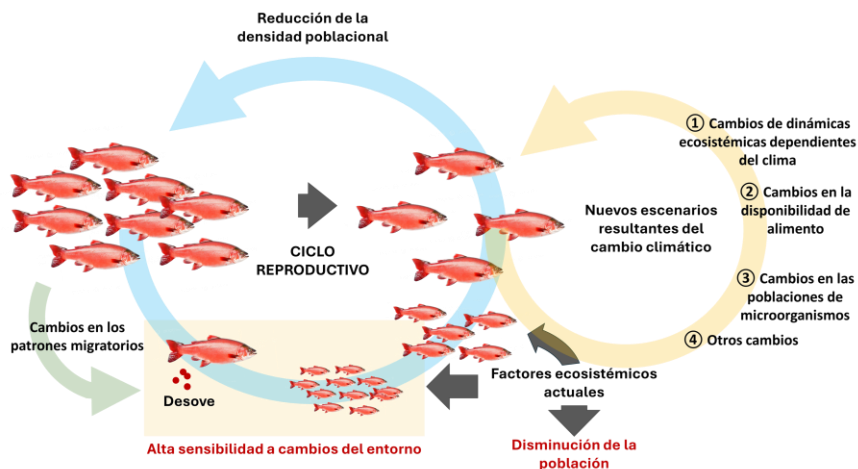 Reducción de la
densidad poblacional
① Cambios de dinámicas
ecosistémicas dependientes
del clima
② Cambios en la
disponibilidad de
alimento
Nuevos escenarios
resultantes del
cambio climático
CICLO
REPRODUCTIVO
③ Cambios en las
poblaciones de
microorganismos
④ Otros cambios
Cambios en los
patrones migratorios
Factores ecosistémicos
actuales
Desove
Alta sensibilidad a cambios del entorno
Disminución de la
población